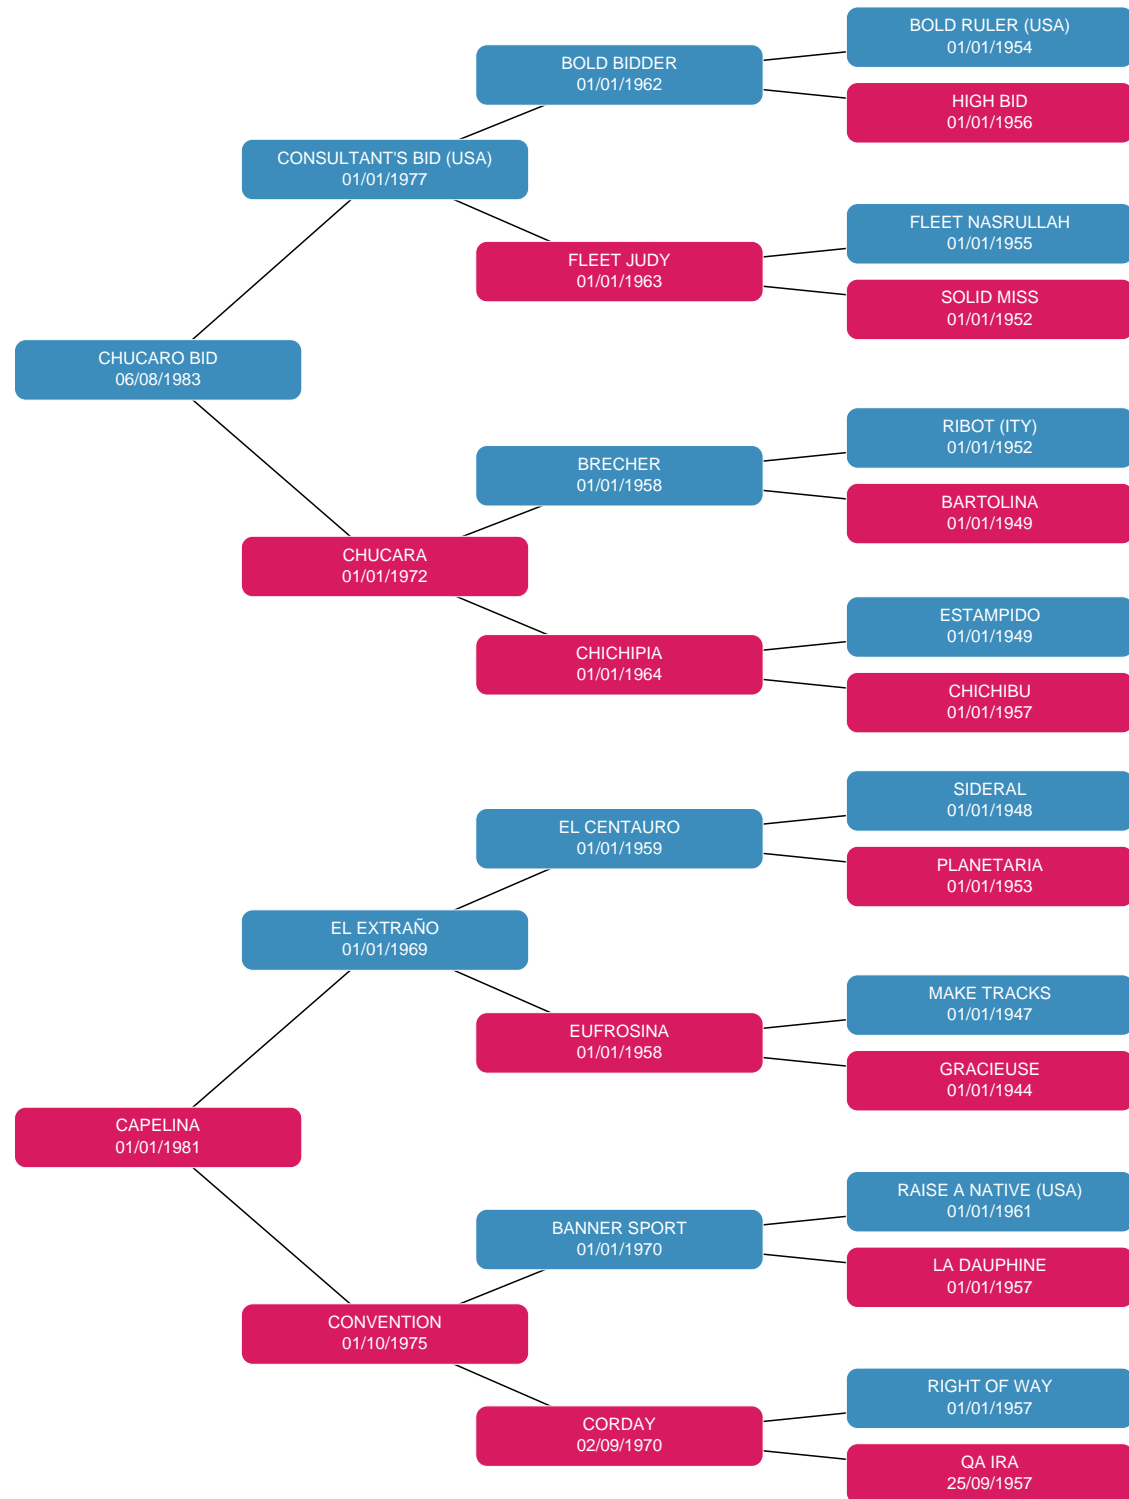 BOLD RULER (USA)
01/01/1954
BOLD BIDDER
01/01/1962
HIGH BID
01/01/1956
CONSULTANT'S BID (USA)
01/01/1977
FLEET NASRULLAH
01/01/1955
FLEET JUDY
01/01/1963
SOLID MISS
01/01/1952
CHUCARO BID
06/08/1983
RIBOT (ITY)
01/01/1952
BRECHER
01/01/1958
BARTOLINA
01/01/1949
CHUCARA
01/01/1972
ESTAMPIDO
01/01/1949
CHICHIPIA
01/01/1964
CHICHIBU
01/01/1957
SIDERAL
01/01/1948
EL CENTAURO
01/01/1959
PLANETARIA
01/01/1953
EL EXTRAÑO
01/01/1969
MAKE TRACKS
01/01/1947
EUFROSINA
01/01/1958
GRACIEUSE
01/01/1944
CAPELINA
01/01/1981
RAISE A NATIVE (USA)
01/01/1961
BANNER SPORT
01/01/1970
LA DAUPHINE
01/01/1957
CONVENTION
01/10/1975
RIGHT OF WAY
01/01/1957
CORDAY
02/09/1970
QA IRA
25/09/1957